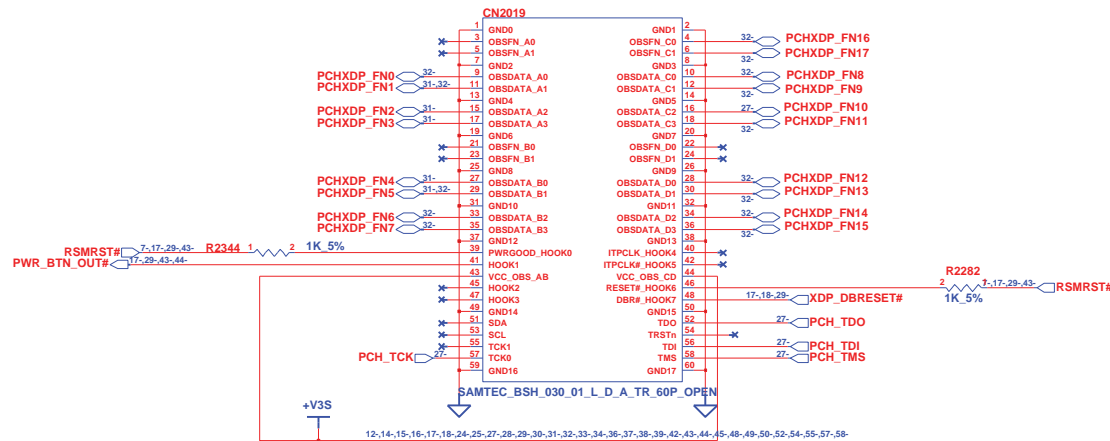 CN2019
1 GND0 GND1 2
3 OBSFN_A0 OBSFN_C0 4 32- PCHXDP_FN16
5 OBSFN_A1 OBSFN_C1 6 32- PCHXDP_FN17
7 GND2 GND3 8
PCHXDP_FN0 32- 9 OBSDATA_A0 OBSDATA_C0 10 32- PCHXDP_FN8
PCHXDP_FN1 31-,32- 11 OBSDATA_A1 OBSDATA_C1 12 32- PCHXDP_FN9
13 GND4 GND5 14
PCHXDP_FN2 31- 15 OBSDATA_A2 OBSDATA_C2 16 27- PCHXDP_FN10
PCHXDP_FN3 31- 17 OBSDATA_A3 OBSDATA_C3 18 32- PCHXDP_FN11
19 GND6 GND7 20
21 OBSFN_B0 OBSFN_D0 22
23 OBSFN_B1 OBSFN_D1 24
25 GND8 GND9 26
PCHXDP_FN4 31- 27 OBSDATA_B0 OBSDATA_D0 28 32- PCHXDP_FN12
PCHXDP_FN5 31-,32- 29 OBSDATA_B1 OBSDATA_D1 30 32- PCHXDP_FN13
31 GND10 GND11 32
PCHXDP_FN6 32- 33 OBSDATA_B2 OBSDATA_D2 34 32- PCHXDP_FN14
PCHXDP_FN7 32- 35 OBSDATA_B3 OBSDATA_D3 36 32- PCHXDP_FN15
37 GND12 GND13 38
RSMRST# 7-,17-,29-,43- R2344 1 2 1K_5% 39 PWRGOOD_HOOK0 ITPCLK_HOOK4 40
PWR_BTN_OUT# 17-,29-,43-,44- 41 HOOK1 ITPCLK#_HOOK5 42
43 VCC_OBS_AB VCC_OBS_CD 44
45 HOOK2 RESET#_HOOK6 46 2 R2282 1 1K_5% 7-,17-,29-,43- RSMRST#
47 HOOK3 DBR#_HOOK7 48 17-,18-,29- XDP_DBRESET#
49 GND14 GND15 50
51 SDA TDO 52 27- PCH_TDO
53 SCL TRSTn 54
55 TCK1 TDI 56 27- PCH_TDI
PCH_TCK 27- 57 TCK0 TMS 58 27- PCH_TMS
59 GND16 GND17 60
SAMTEC_BSH_030_01_L_D_A_TR_60P_OPEN
+V3S
12-,14-,15-,16-,17-,18-,24-,25-,27-,28-,29-,30-,31-,32-,33-,34-,36-,37-,38-,39-,42-,43-,44-,45-,48-,49-,50-,52-,54-,55-,57-,58-